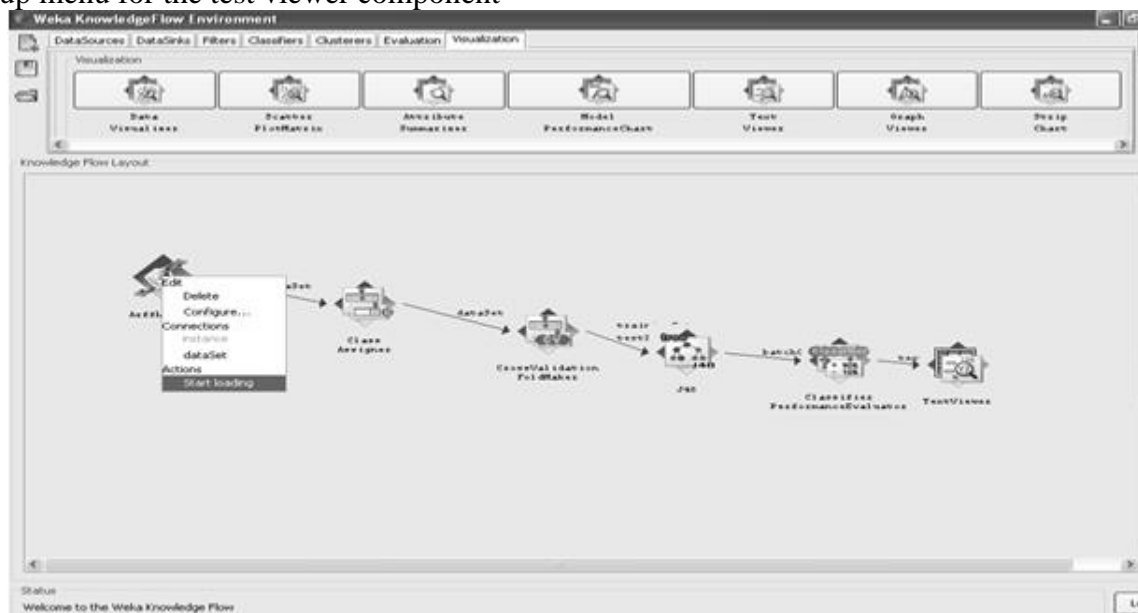 up menu for the test viewer component
Weka KnowledgeFlow Environment
DataSources DataSinks Filters Classifiers Clusterers Evaluation Visualization
Visualization
Data Visualizer
Scatter PlotMatrix
Attribute Summarizer
Model PerformanceChart
Text Viewer
Graph Viewer
Strip Chart
Knowledge Flow Layout
Edit
Delete
Configure...
Connections
instance
dataSet
Actions
Start loading
Class Assigner
dataSet
CrossValidation FoldMaker
J48
Classifier PerformanceEvaluator
TextViewer
Status
Welcome to the Weka Knowledge Flow